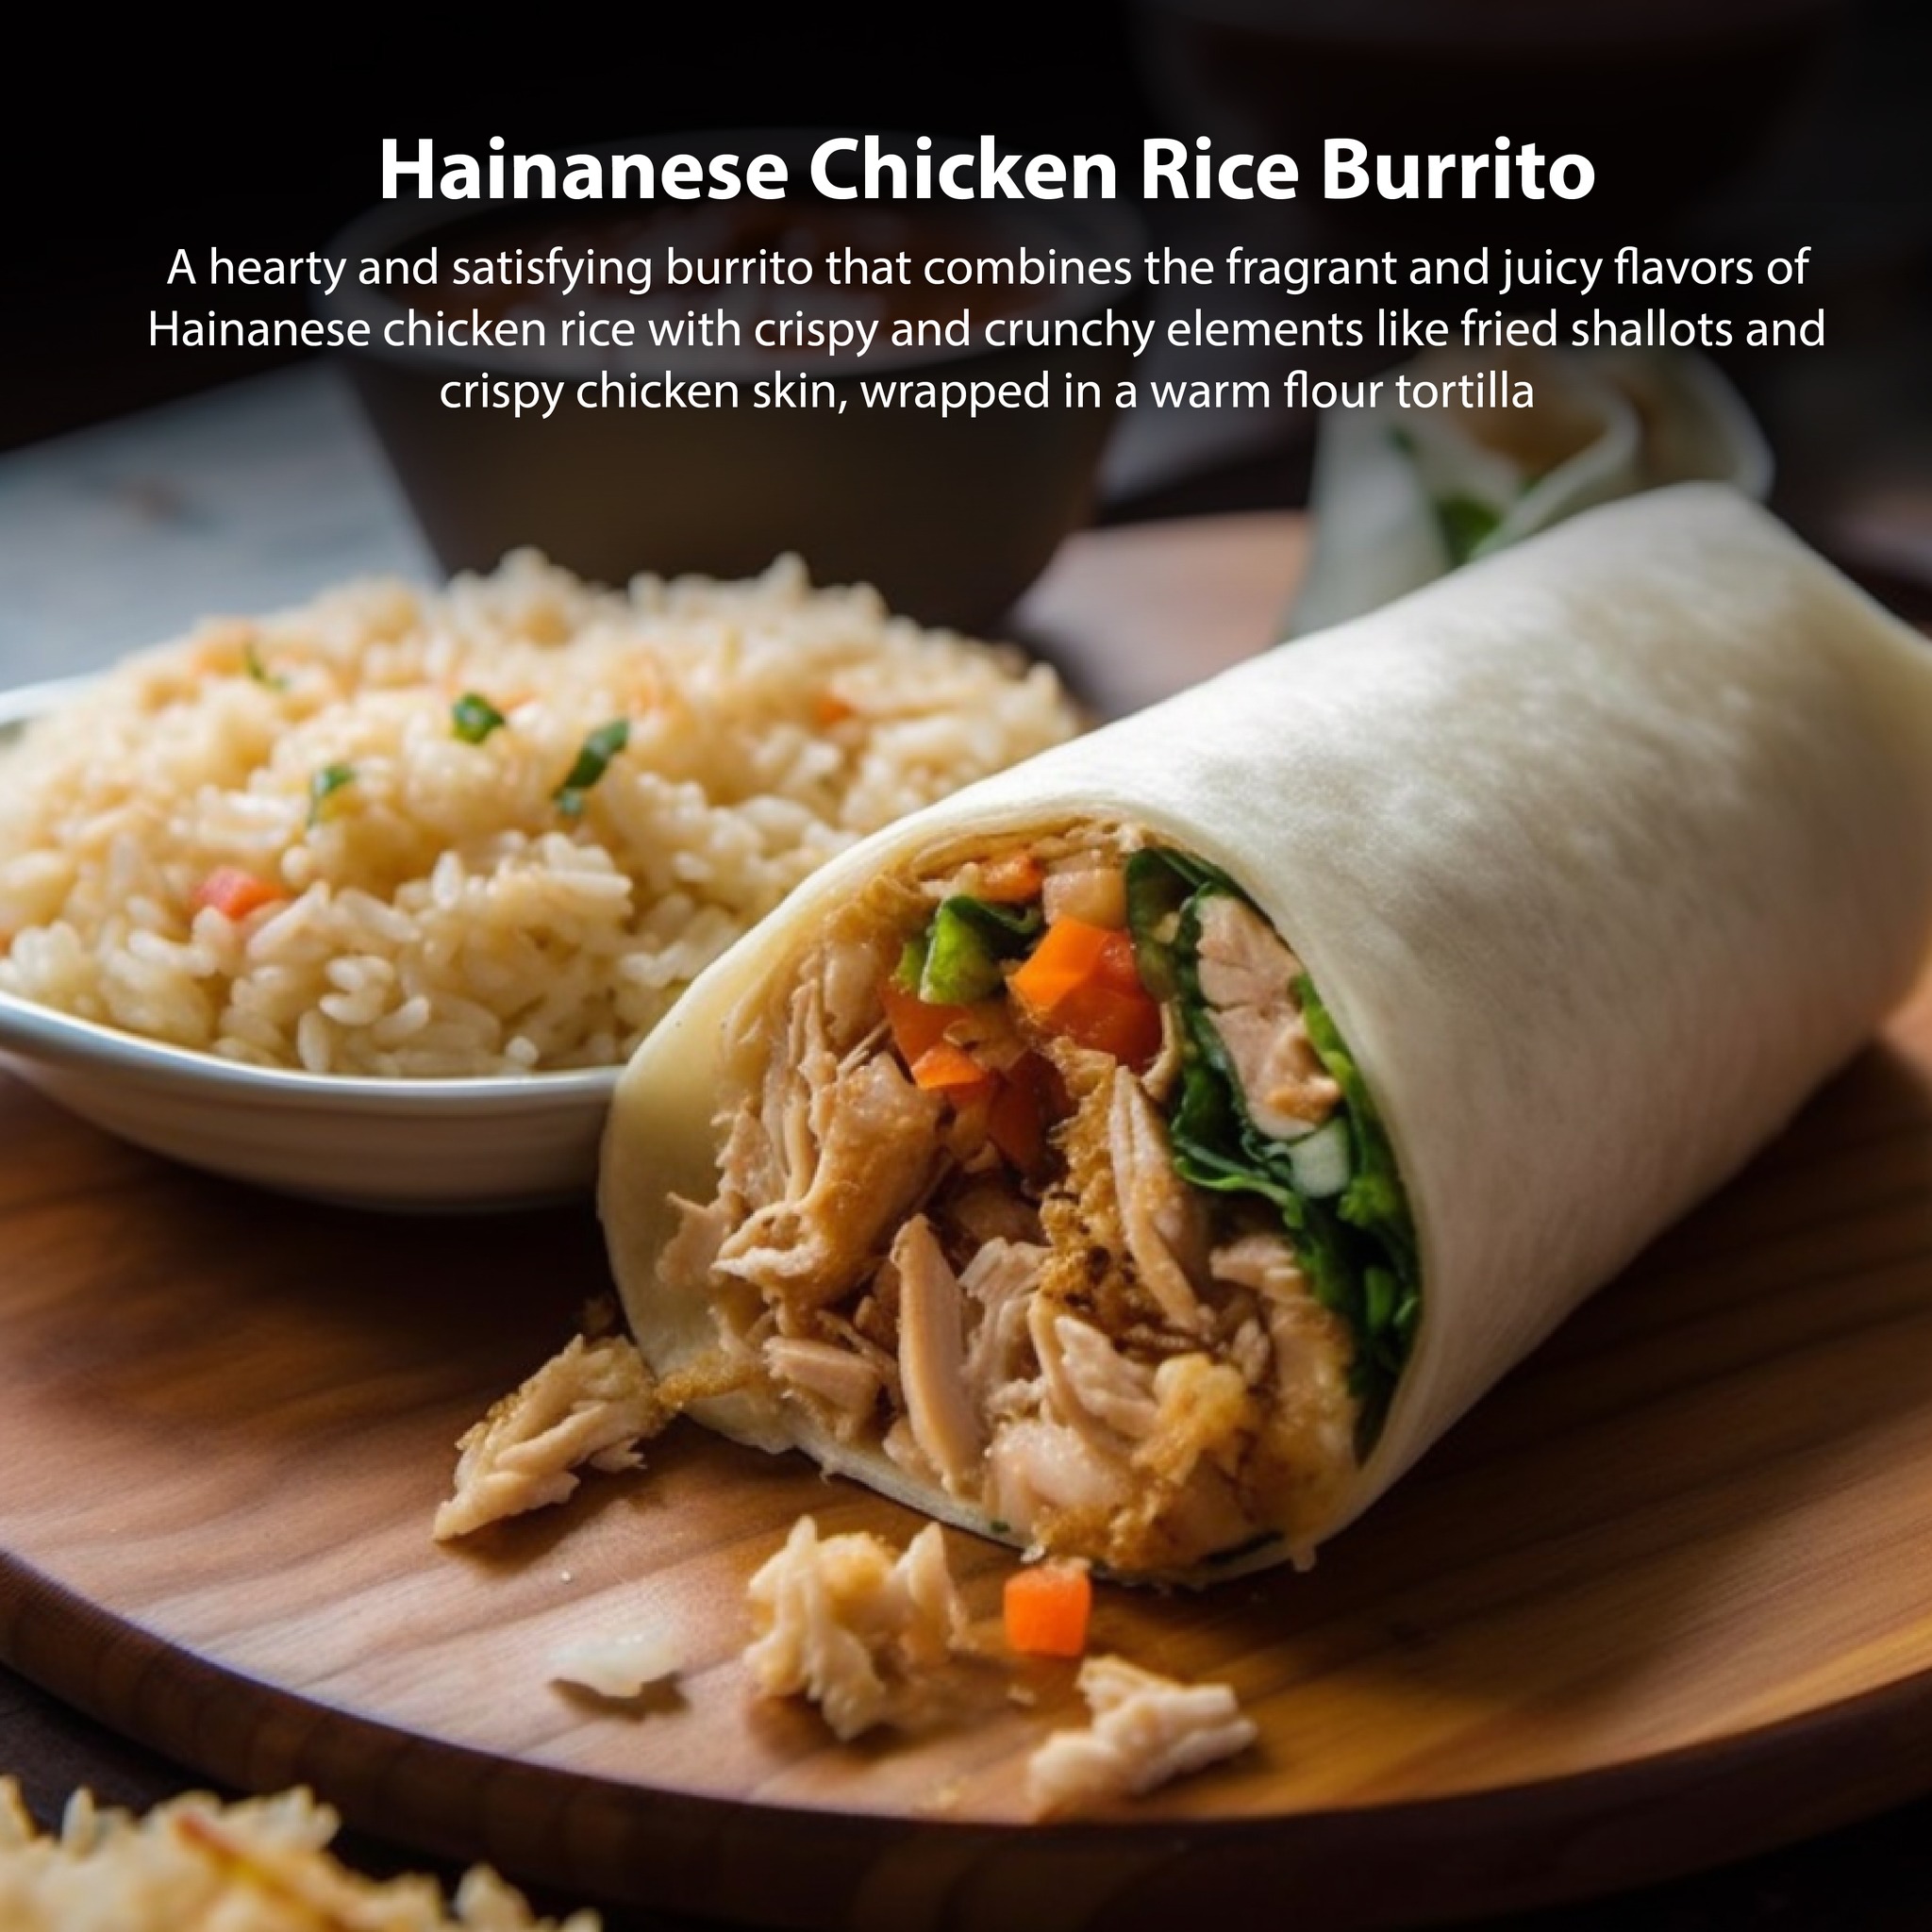 Hainanese Chicken Rice Burrito
A hearty and satisfying burrito that combines the fragrant and juicy flavors of
Hainanese chicken rice with crispy and crunchy elements like fried shallots and
crispy chicken skin, wrapped in a warm flour tortilla